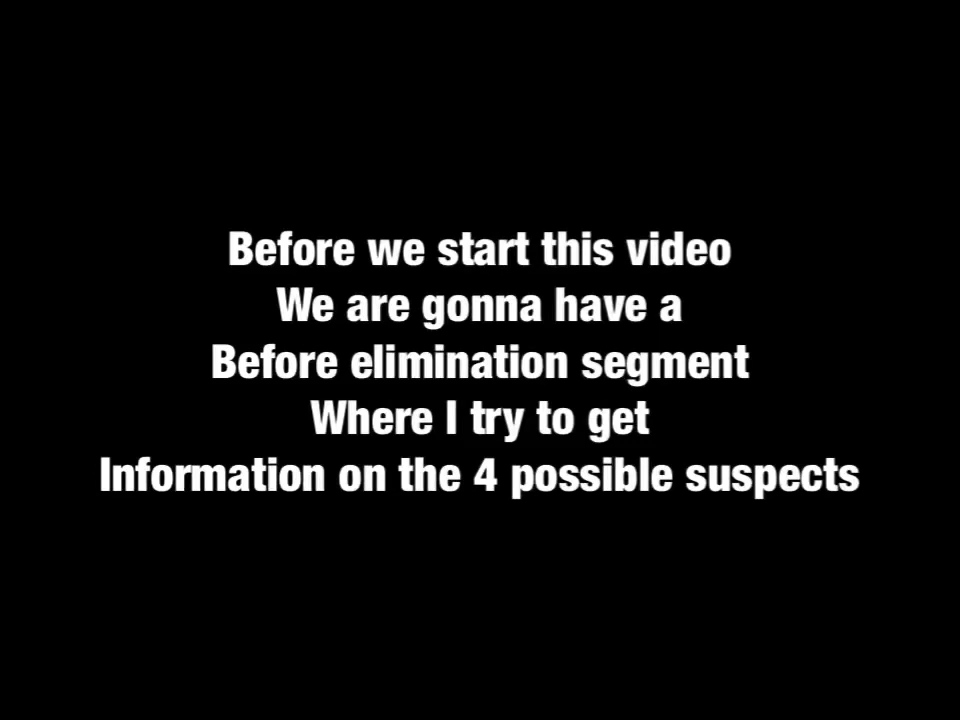 Before we start this video
We are gonna have a
Before elimination segment
Where I try to get
Information on the 4 possible suspects